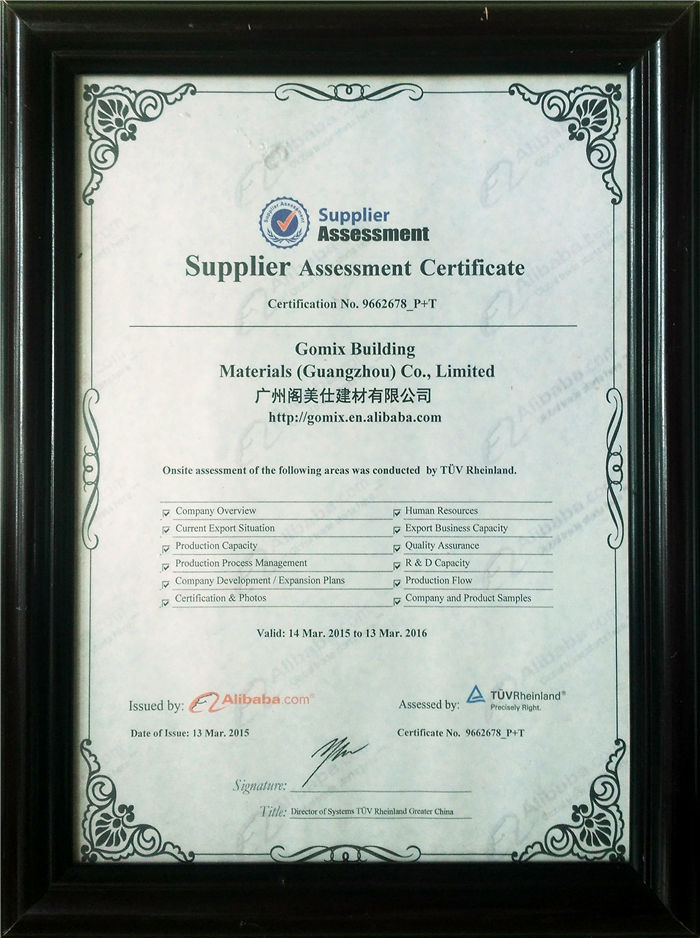 Supplier Assessment
Supplier
Assessment
Supplier Assessment Certificate
Certification No. 9662678_P+T
Gomix Building
Materials (Guangzhou) Co., Limited
广州阁美仕建材有限公司
http://gomix.en.alibaba.com
Onsite assessment of the following areas was conducted by TÜV Rheinland.
Company Overview
Human Resources
Current Export Situation
Export Business Capacity
Production Capacity
Quality Assurance
Production Process Management
R & D Capacity
Company Development / Expansion Plans
Production Flow
Certification & Photos
Company and Product Samples
Valid: 14 Mar. 2015 to 13 Mar. 2016
Issued by: Alibaba.com®
Assessed by: TÜVRheinland®
Precisely Right.
Date of Issue: 13 Mar. 2015
Certificate No. 9662678_P+T
Signature:
Title: Director of Systems TÜV Rheinland Greater China